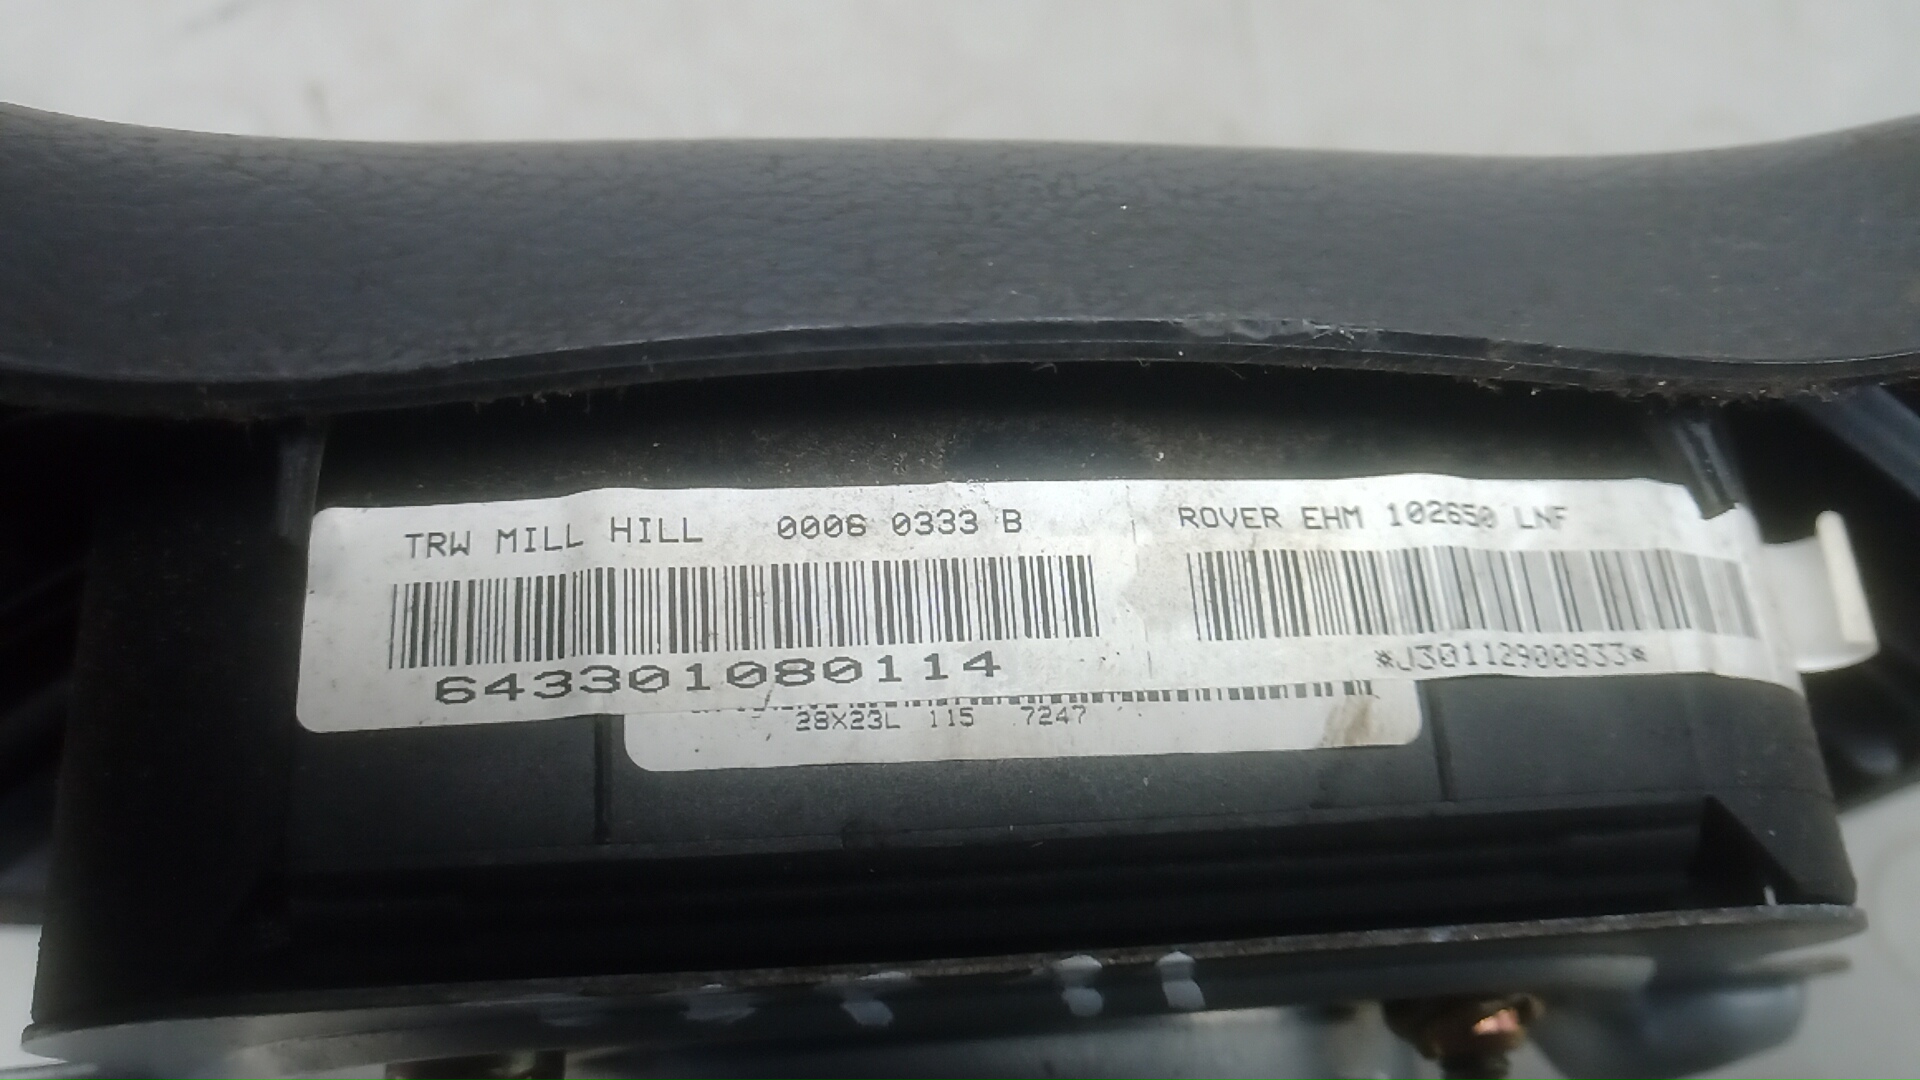 TRW MILL HILL 0006 0333 B
ROVER EHM 102650 LNF
643301080114
*J30112900833*
28X23L 115 7247